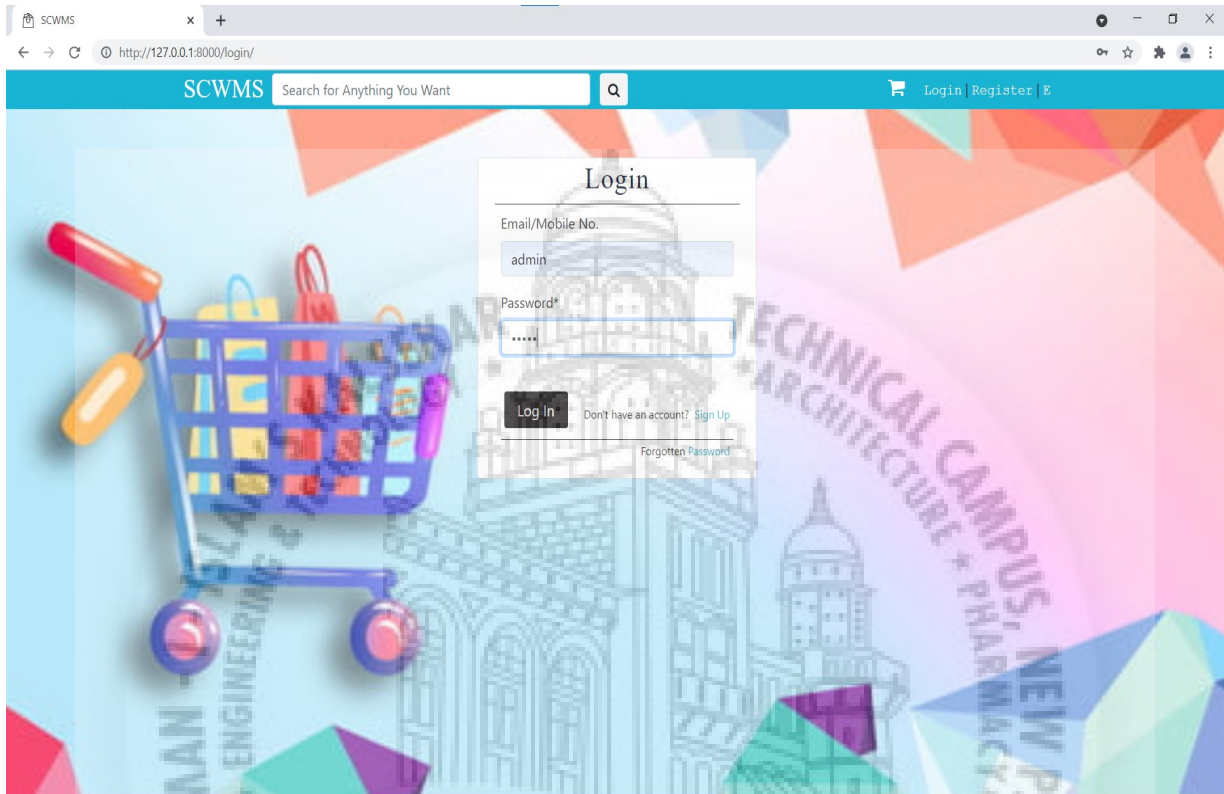 SCWMS
http://127.0.0.1:8000/login/
SCWMS Search for Anything You Want Login | Register | E
Login
Email/Mobile No.
admin
Password*
•••••
Log In Don't have an account? Sign Up
Forgotten Password
TECHNICAL CAMPUS, NEW
ENGINEERING &
* ARCHITECTURE * PHARMACY